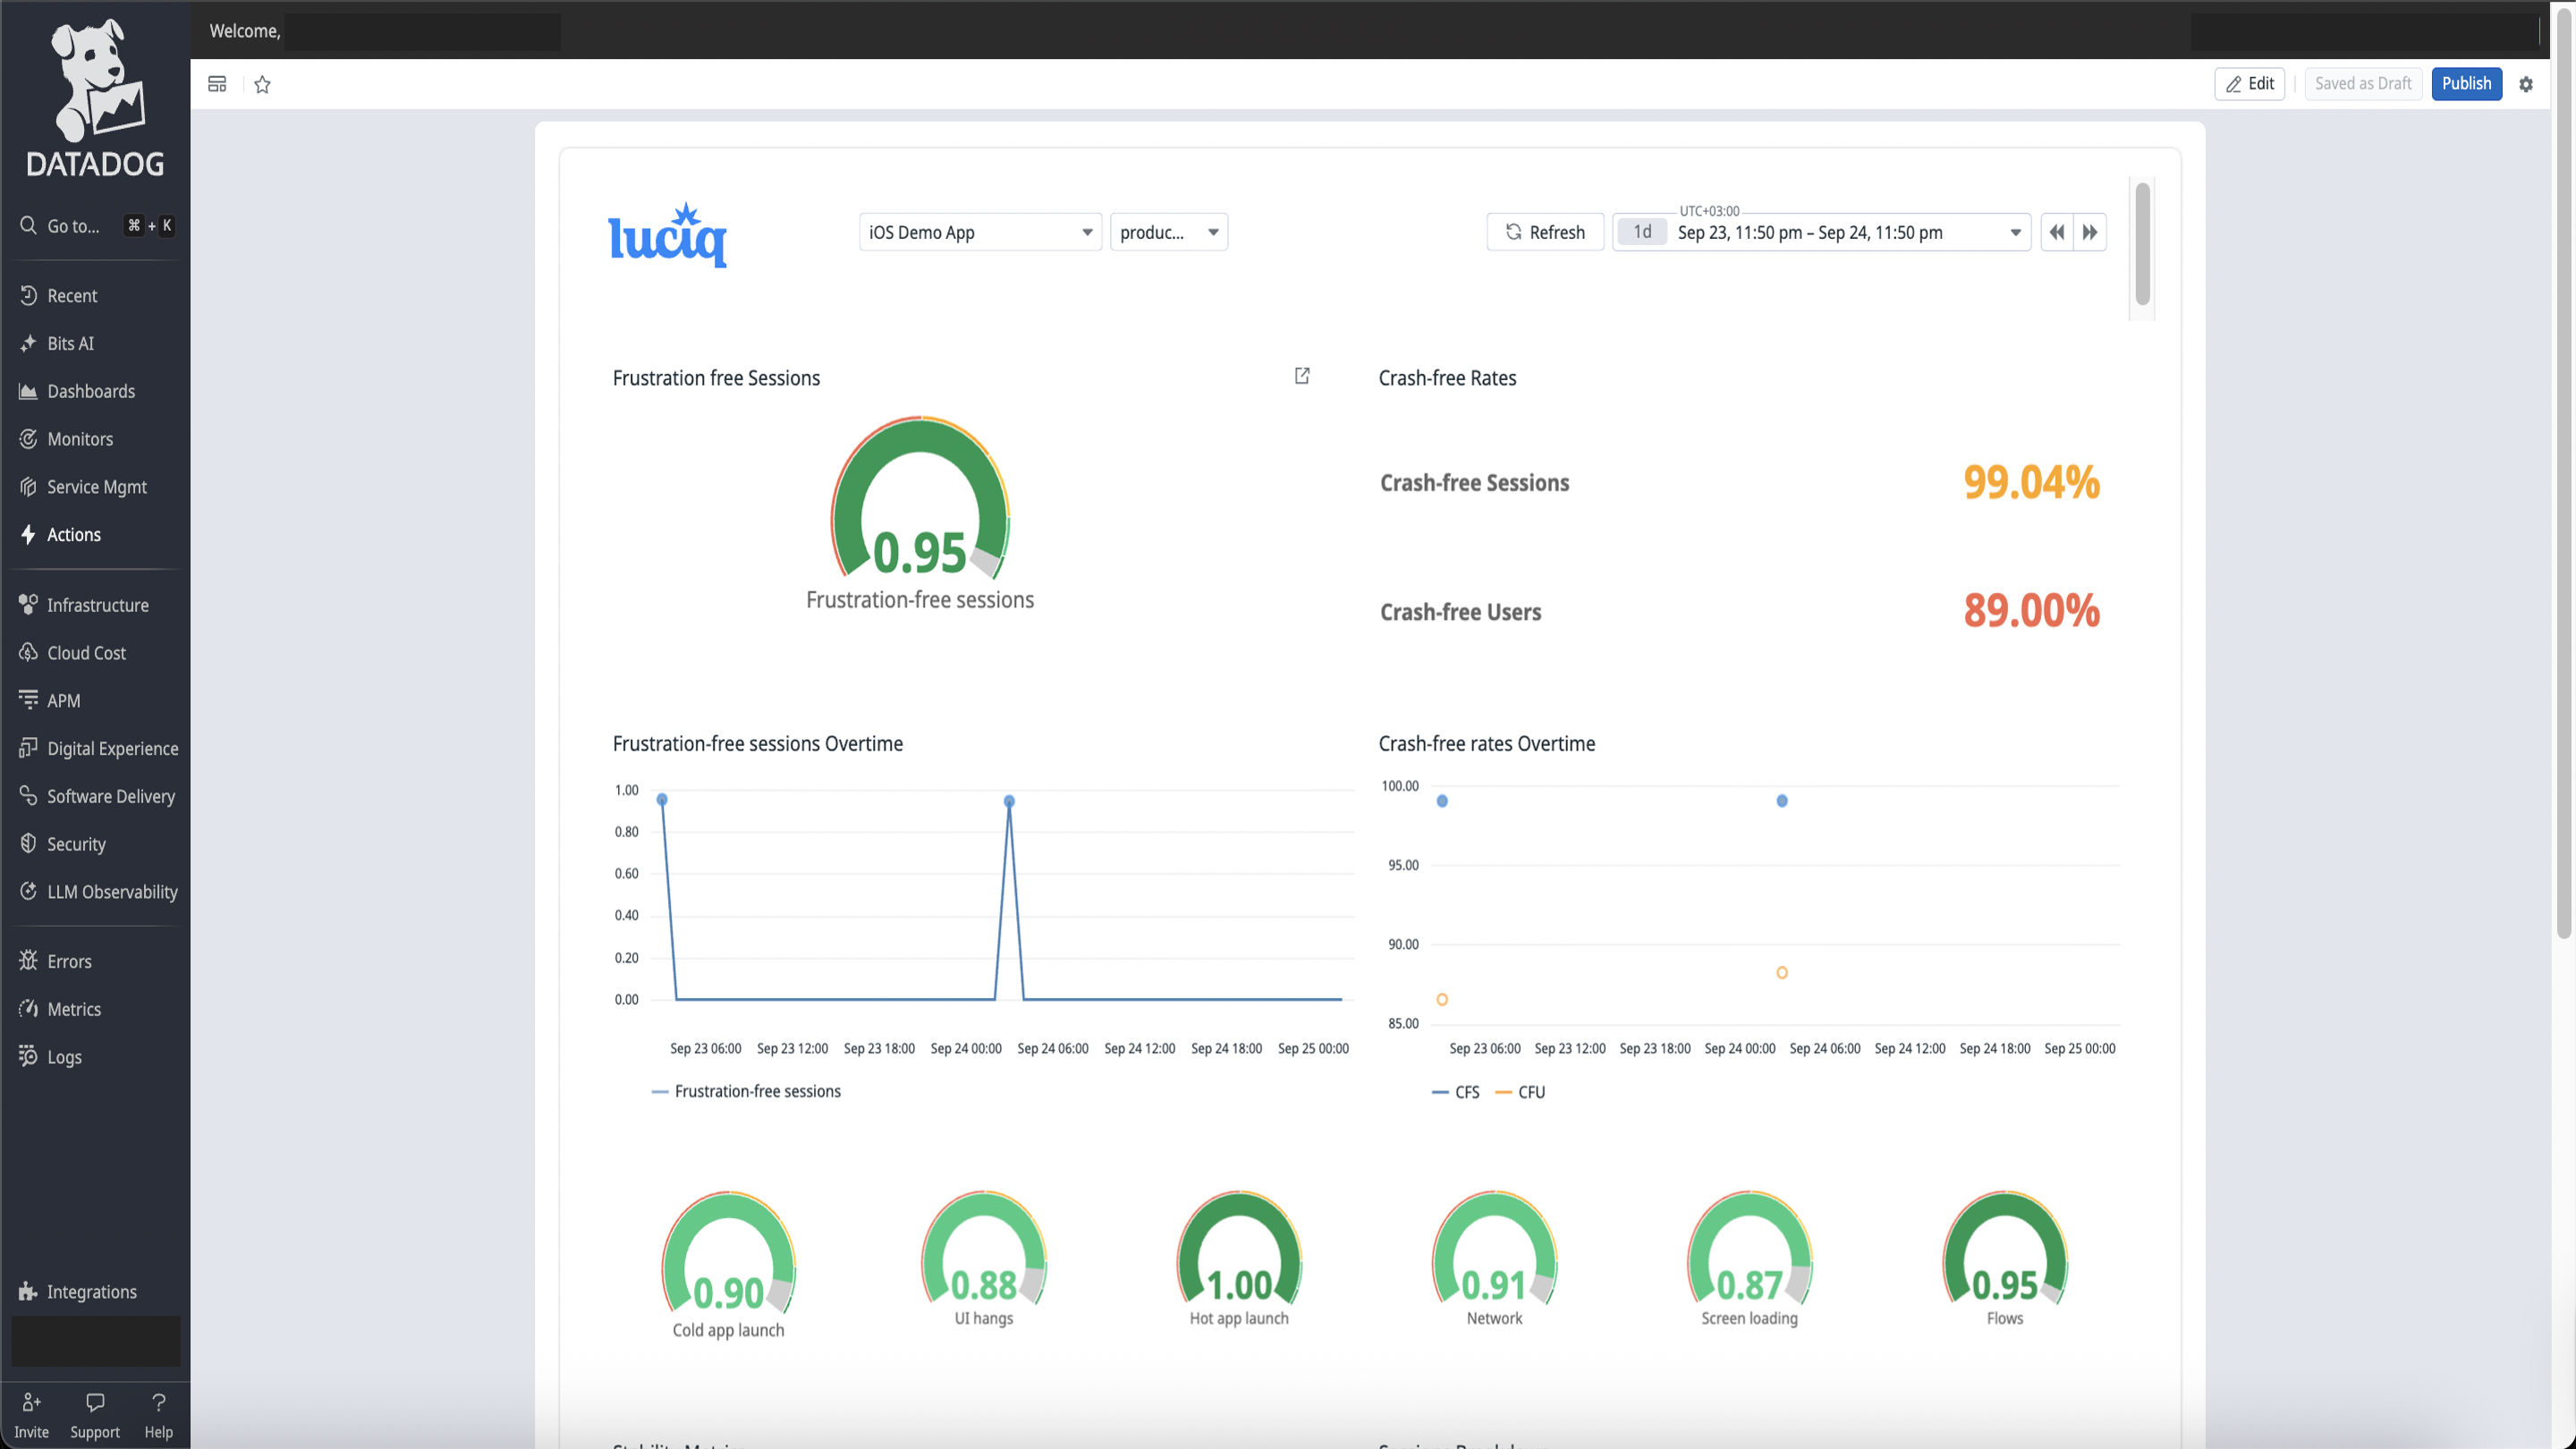 DATADOG
Go to... ⌘ + K
Recent
Bits AI
Dashboards
Monitors
Service Mgmt
Actions
Infrastructure
Cloud Cost
APM
Digital Experience
Software Delivery
Security
LLM Observability
Errors
Metrics
Logs
Integrations
Invite Support Help
Welcome,
Edit Saved as Draft Publish
luciq
iOS Demo App
produc...
Refresh
UTC+03:00
1d Sep 23, 11:50 pm – Sep 24, 11:50 pm
Frustration free Sessions
0.95
Frustration-free sessions
Crash-free Rates
Crash-free Sessions 99.04%
Crash-free Users 89.00%
Frustration-free sessions Overtime
1.00
0.80
0.60
0.40
0.20
0.00
Sep 23 06:00 Sep 23 12:00 Sep 23 18:00 Sep 24 00:00 Sep 24 06:00 Sep 24 12:00 Sep 24 18:00 Sep 25 00:00
Frustration-free sessions
Crash-free rates Overtime
100.00
95.00
90.00
85.00
Sep 23 06:00 Sep 23 12:00 Sep 23 18:00 Sep 24 00:00 Sep 24 06:00 Sep 24 12:00 Sep 24 18:00 Sep 25 00:00
CFS CFU
0.90
Cold app launch
0.88
UI hangs
1.00
Hot app launch
0.91
Network
0.87
Screen loading
0.95
Flows